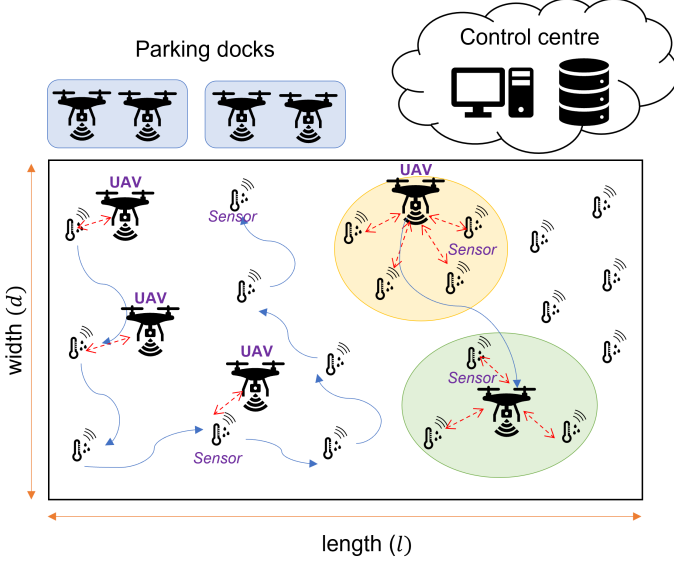 Parking docks
Control centre
UAV
Sensor
UAV
Sensor
UAV
UAV
Sensor
Sensor
width (d)
length (l)